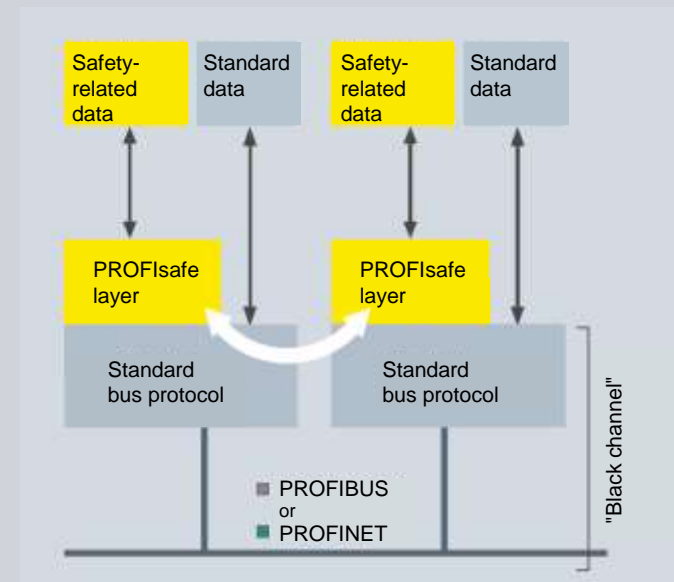 Safety-
related
data
Standard
data
Safety-
related
data
Standard
data
PROFIsafe
layer
PROFIsafe
layer
Standard
bus protocol
Standard
bus protocol
"Black channel"
PROFIBUS
or
PROFINET